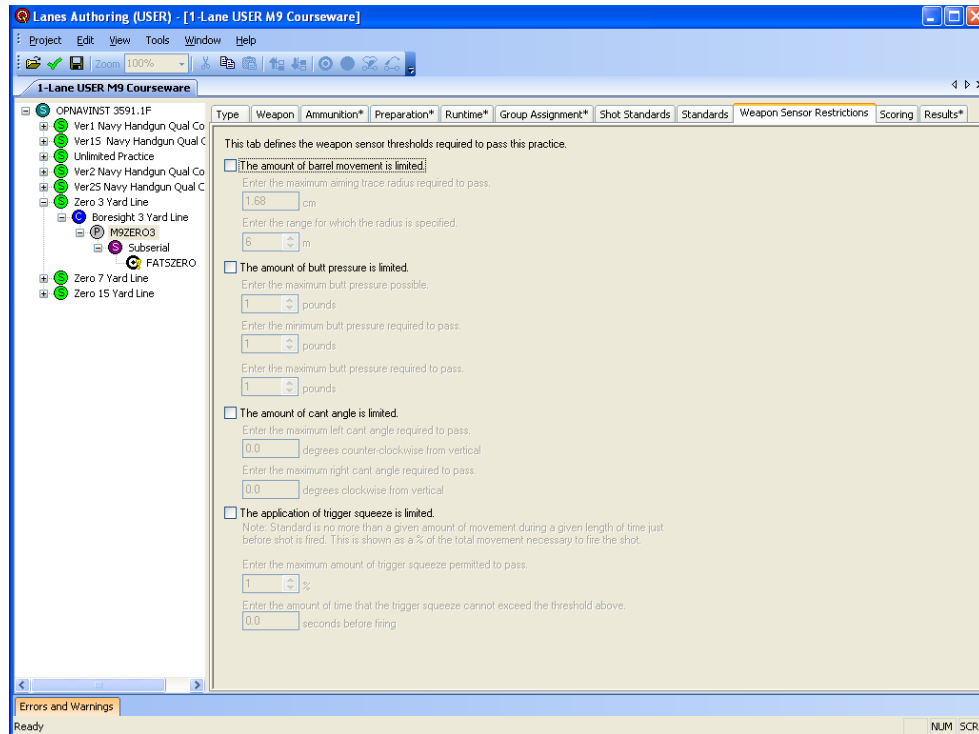 Lanes Authoring (USER) - [1-Lane USER M9 Courseware]
Project Edit View Tools Window Help
Zoom 100%
1-Lane USER M9 Courseware
OPNAVINST 3591.1F
Ver1 Navy Handgun Qual Co
Ver1S Navy Handgun Qual C
Unlimited Practice
Ver2 Navy Handgun Qual Co
Ver2S Navy Handgun Qual C
S Zero 3 Yard Line
C Boresight 3 Yard Line
P M9ZERO3
S Subserial
FATSZERO
S Zero 7 Yard Line
S Zero 15 Yard Line
Type Weapon Ammunition* Preparation* Runtime* Group Assignment* Shot Standards Standards Weapon Sensor Restrictions Scoring Results*
This tab defines the weapon sensor thresholds required to pass this practice.
The amount of barrel movement is limited.
Enter the maximum aiming trace radius required to pass.
1.68 cm
Enter the range for which the radius is specified.
6 m
The amount of butt pressure is limited.
Enter the maximum butt pressure possible.
1 pounds
Enter the minimum butt pressure required to pass.
1 pounds
Enter the maximum butt pressure required to pass.
1 pounds
The amount of cant angle is limited.
Enter the maximum left cant angle required to pass.
0.0 degrees counter-clockwise from vertical
Enter the maximum right cant angle required to pass.
0.0 degrees clockwise from vertical
The application of trigger squeeze is limited.
Note: Standard is no more than a given amount of movement during a given length of time just
before shot is fired. This is shown as a % of the total movement necessary to fire the shot.
Enter the maximum amount of trigger squeeze permitted to pass.
1 %
Enter the amount of time that the trigger squeeze cannot exceed the threshold above.
0.0 seconds before firing
Errors and Warnings
Ready NUM SCR